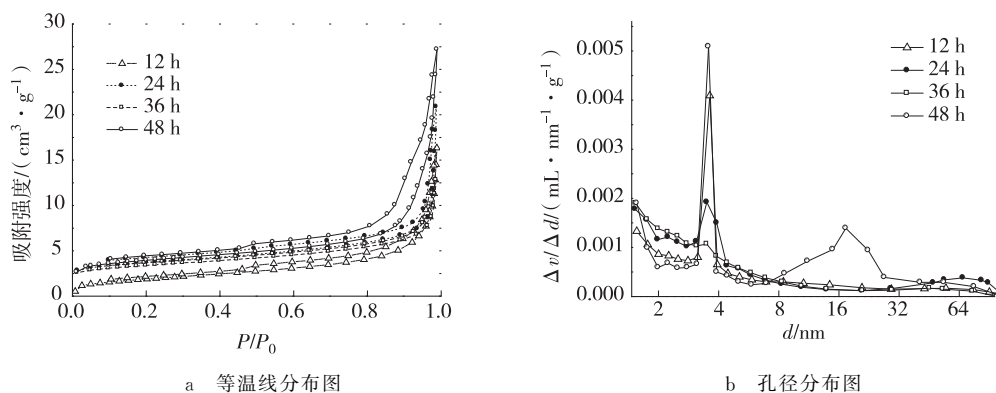 30
25
20
15
10
5
0
吸附强度/(cm³·g⁻¹)
12 h
24 h
36 h
48 h
0.0 0.2 0.4 0.6 0.8 1.0
P/P₀
a 等温线分布图
0.005
0.004
0.003
0.002
0.001
0.000
Δv/Δd/(mL·nm⁻¹·g⁻¹)
12 h
24 h
36 h
48 h
2 4 8 16 32 64
d/nm
b 孔径分布图